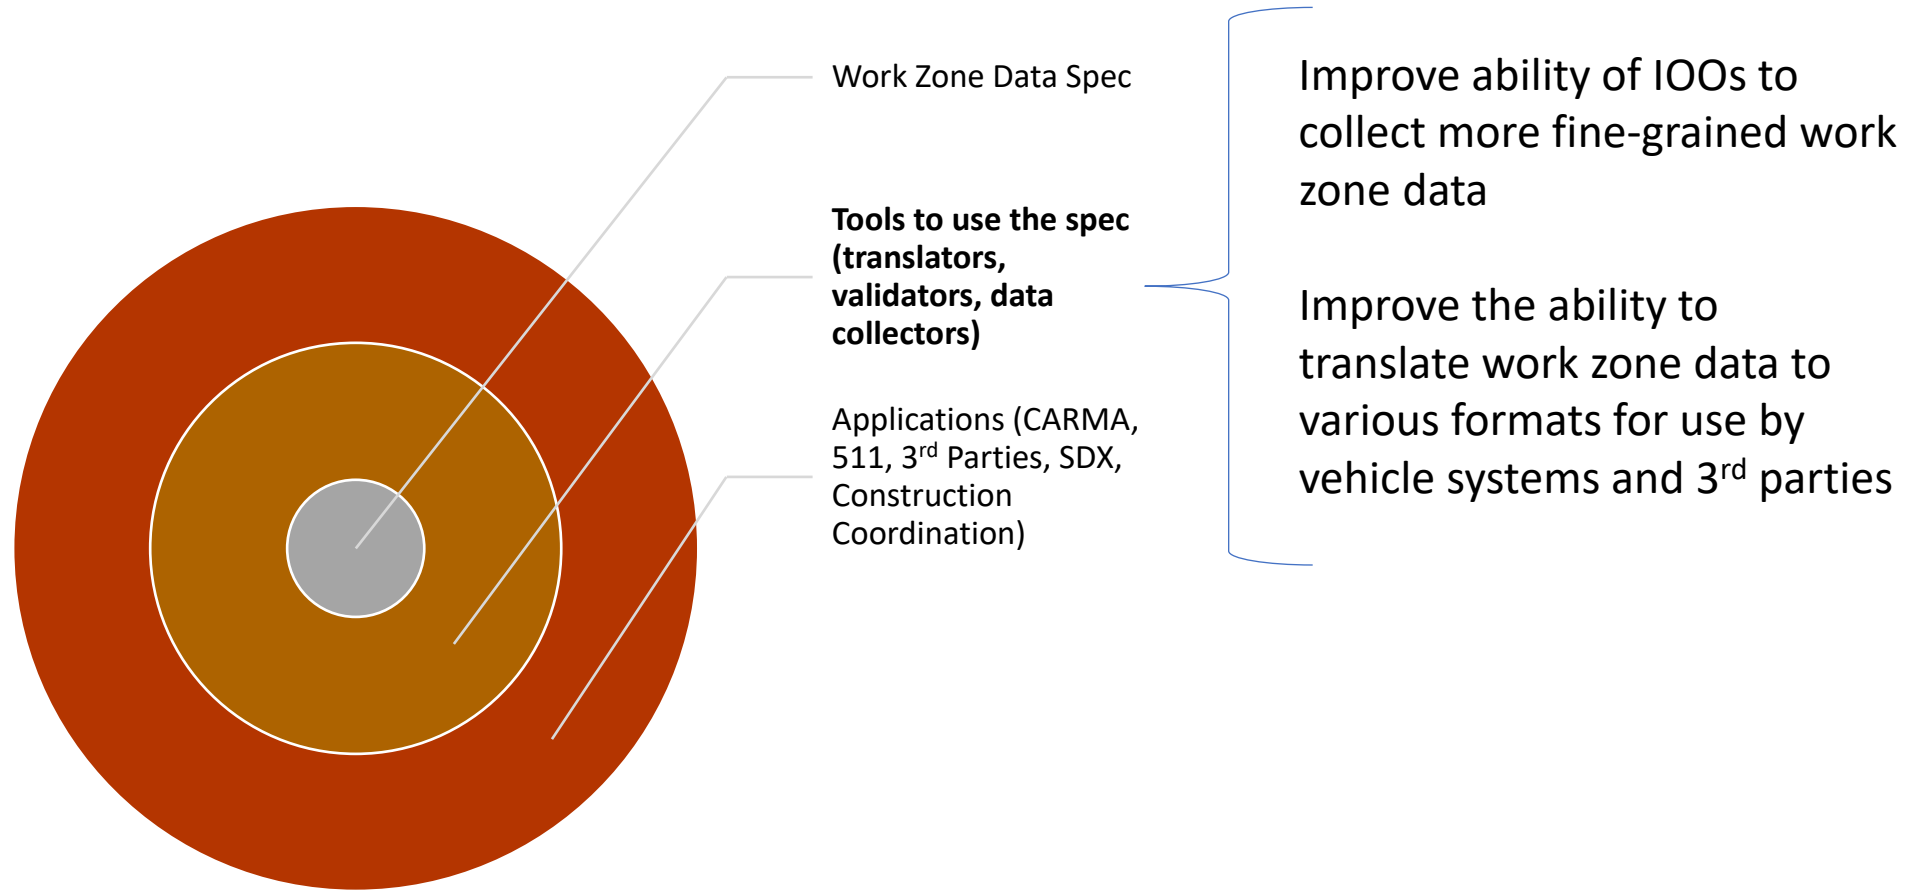 Work Zone Data Spec
Tools to use the spec
(translators,
validators, data
collectors)
Applications (CARMA,
511, 3rd Parties, SDX,
Construction
Coordination)
Improve ability of IOOs to
collect more fine-grained work
zone data
Improve the ability to
translate work zone data to
various formats for use by
vehicle systems and 3rd parties